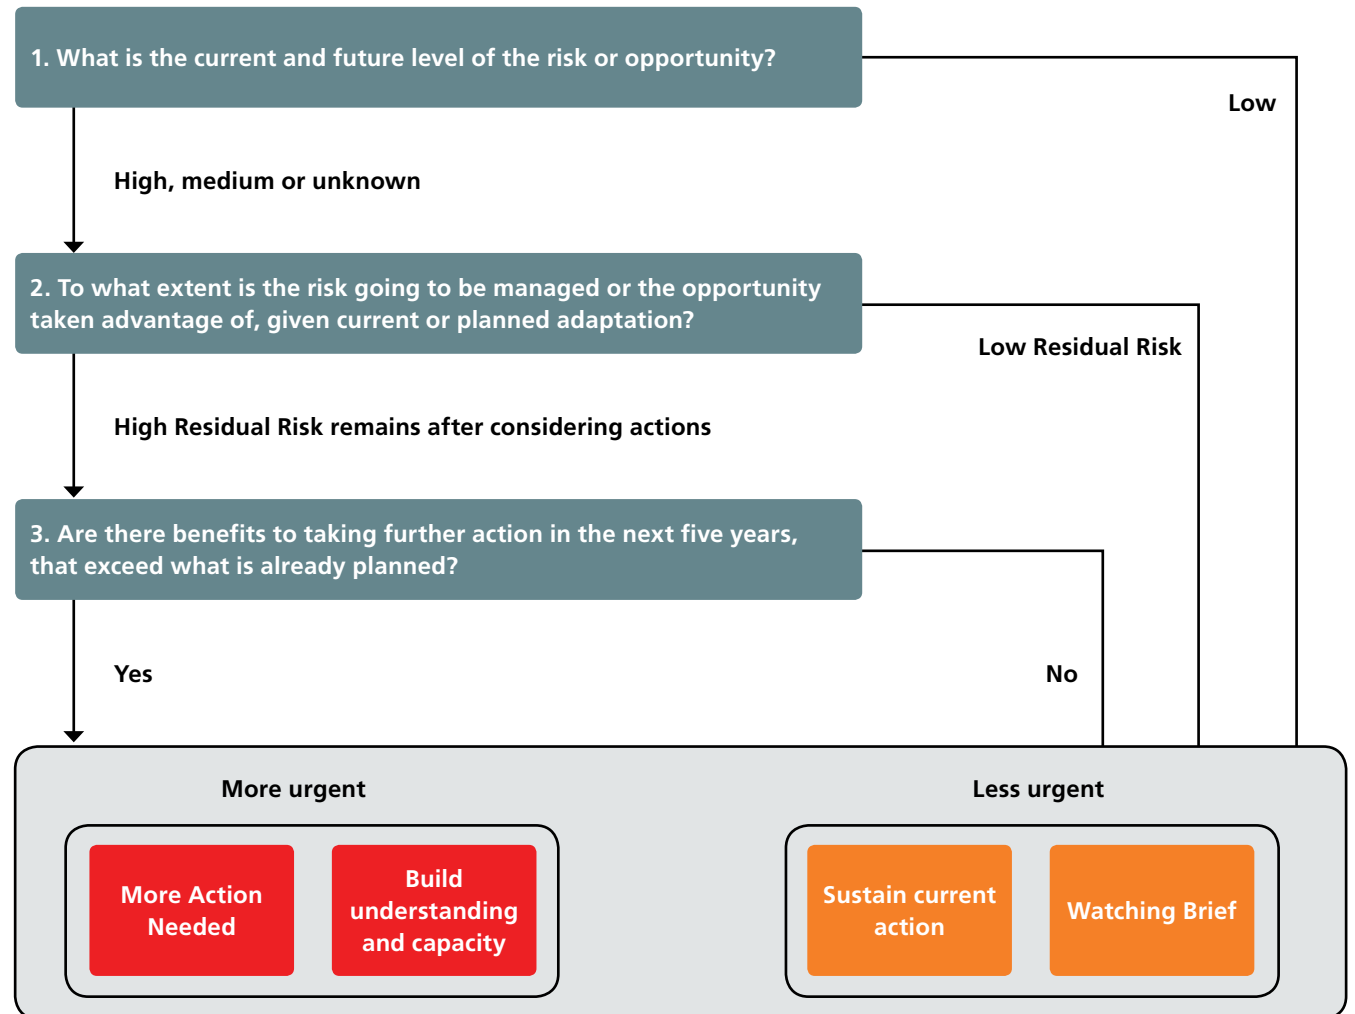 1. What is the current and future level of the risk or opportunity?
Low
High, medium or unknown
2. To what extent is the risk going to be managed or the opportunity
taken advantage of, given current or planned adaptation?
Low Residual Risk
High Residual Risk remains after considering actions
3. Are there benefits to taking further action in the next five years,
that exceed what is already planned?
Yes
No
More urgent
Less urgent
More Action
Needed
Build
understanding
and capacity
Sustain current
action
Watching Brief